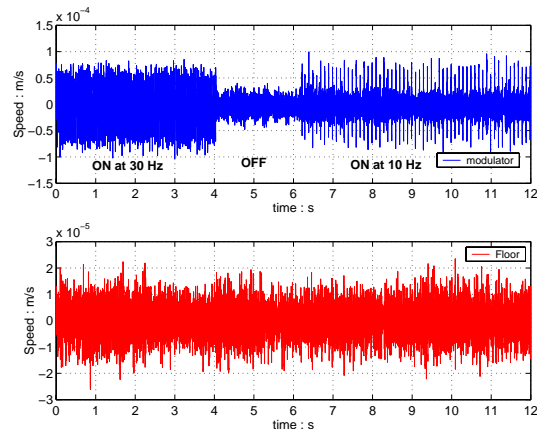 x 10⁻⁴
1.5
1
0.5
0
-0.5
-1
-1.5
Speed : m/s
ON at 30 Hz
OFF
ON at 10 Hz
modulator
0 1 2 3 4 5 6 7 8 9 10 11 12
time : s
x 10⁻⁵
3
2
1
0
-1
-2
-3
Speed : m/s
Floor
0 1 2 3 4 5 6 7 8 9 10 11 12
time : s